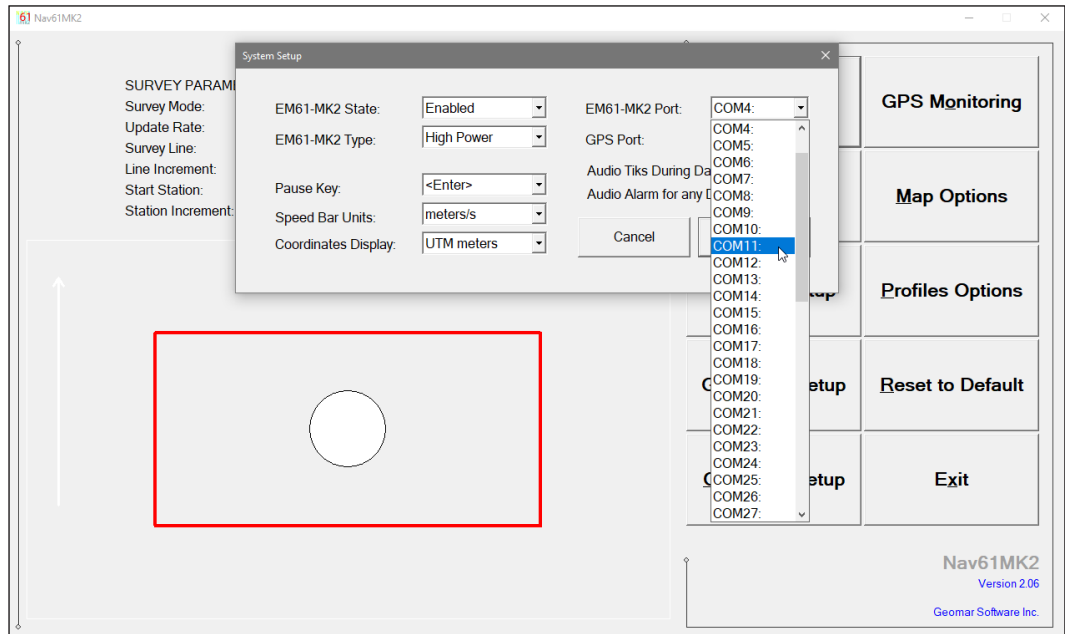 61 Nav61MK2
System Setup
SURVEY PARAM
Survey Mode:
Update Rate:
Survey Line:
Line Increment:
Start Station:
Station Increment:
EM61-MK2 State:
Enabled
EM61-MK2 Type:
High Power
Pause Key:
<Enter>
Speed Bar Units:
meters/s
Coordinates Display:
UTM meters
EM61-MK2 Port:
COM4:
GPS Port:
Audio Tiks During Da
Audio Alarm for any D
Cancel
COM4:
COM5:
COM6:
COM7:
COM8:
COM9:
COM10:
COM11:
COM12:
COM13:
COM14:
COM15:
COM16:
COM17:
COM18:
COM19:
COM20:
COM21:
COM22:
COM23:
COM24:
COM25:
COM26:
COM27:
GPS Monitoring
Map Options
Profiles Options
etup
Reset to Default
etup
Exit
Nav61MK2
Version 2.06
Geomar Software Inc.